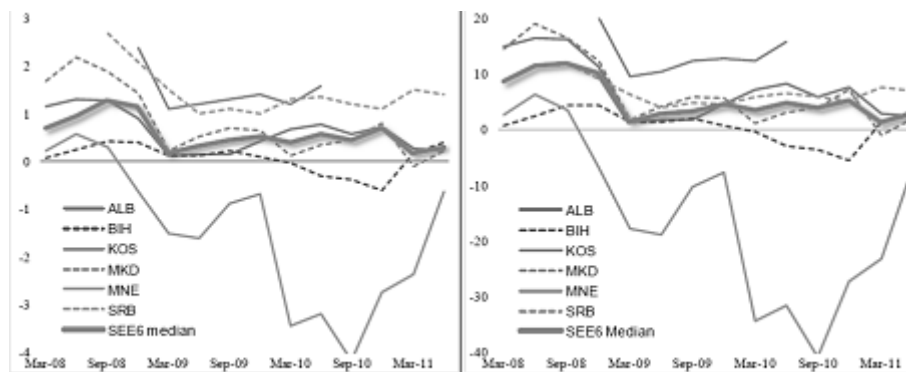 3
2
1
0
-1
-2
-3
-4
ALB
BIH
KOS
MKD
MNE
SRB
SEE6 median
Mar-08 Sep-08 Mar-09 Sep-09 Mar-10 Sep-10 Mar-11
20
10
0
-10
-20
-30
-40
ALB
BIH
KOS
MKD
MNE
SRB
SEE6 Median
Mar-08 Sep-08 Mar-09 Sep-09 Mar-10 Sep-10 Mar-11